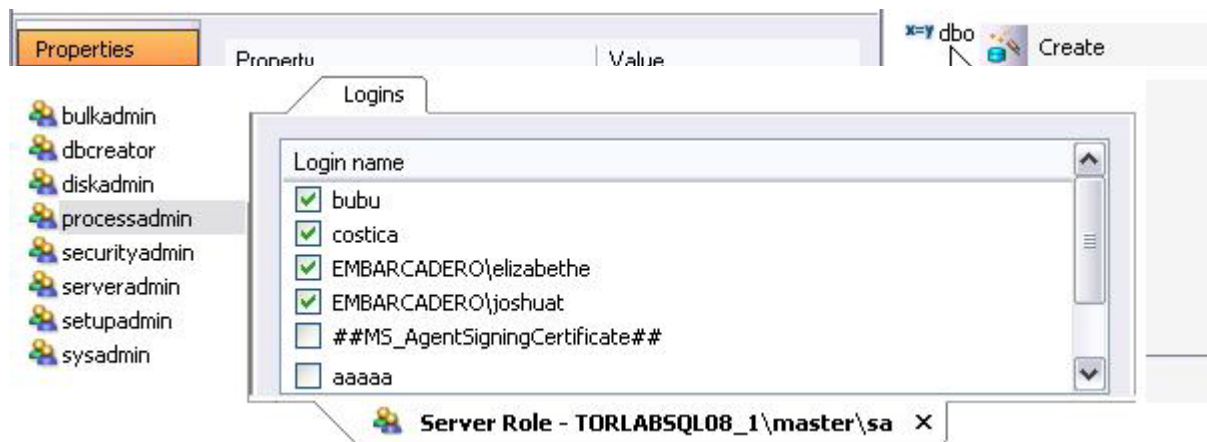 Properties
Property Value
x=y dbo
Create
Logins
bulkadmin
dbcreator
diskadmin
processadmin
securityadmin
serveradmin
setupadmin
sysadmin
Login name
bubu
costica
EMBARCADERO\elizabethe
EMBARCADERO\joshuat
##MS_AgentSigningCertificate##
aaaaa
Server Role - TORLABSQL08_1\master\sa